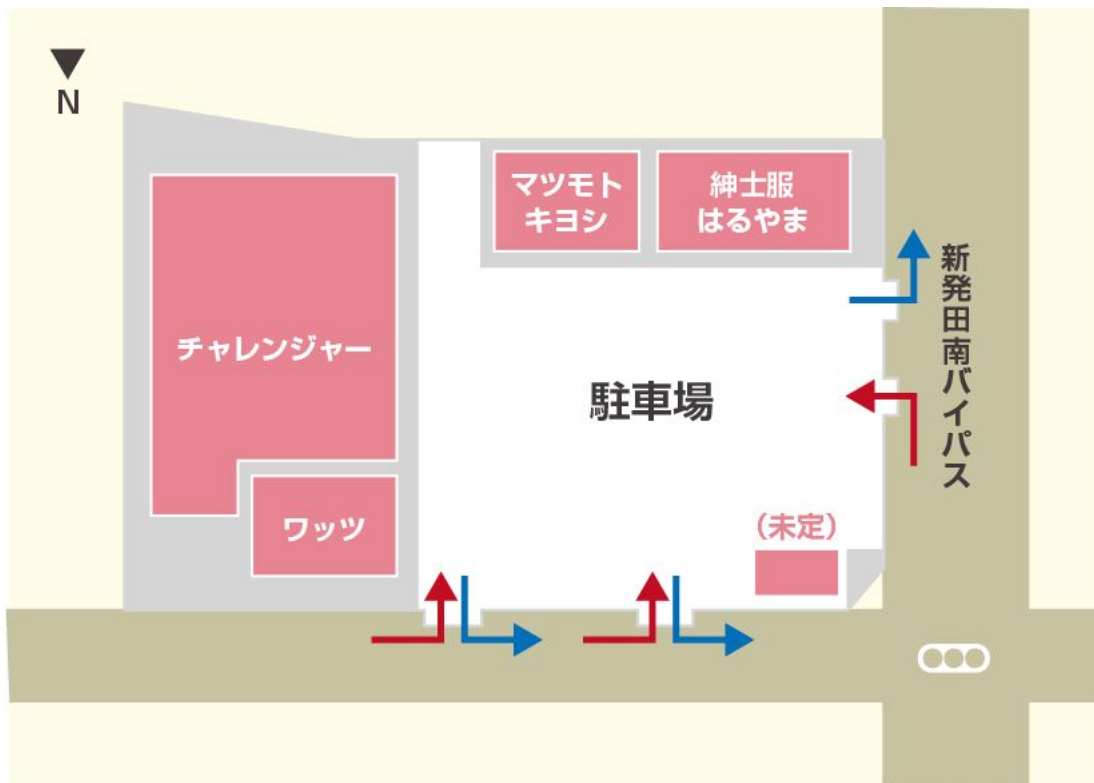 N
マツモト
キヨシ
紳士服
はるやま
チャレンジャー
駐車場
新発田南バイパス
ワッツ
(未定)